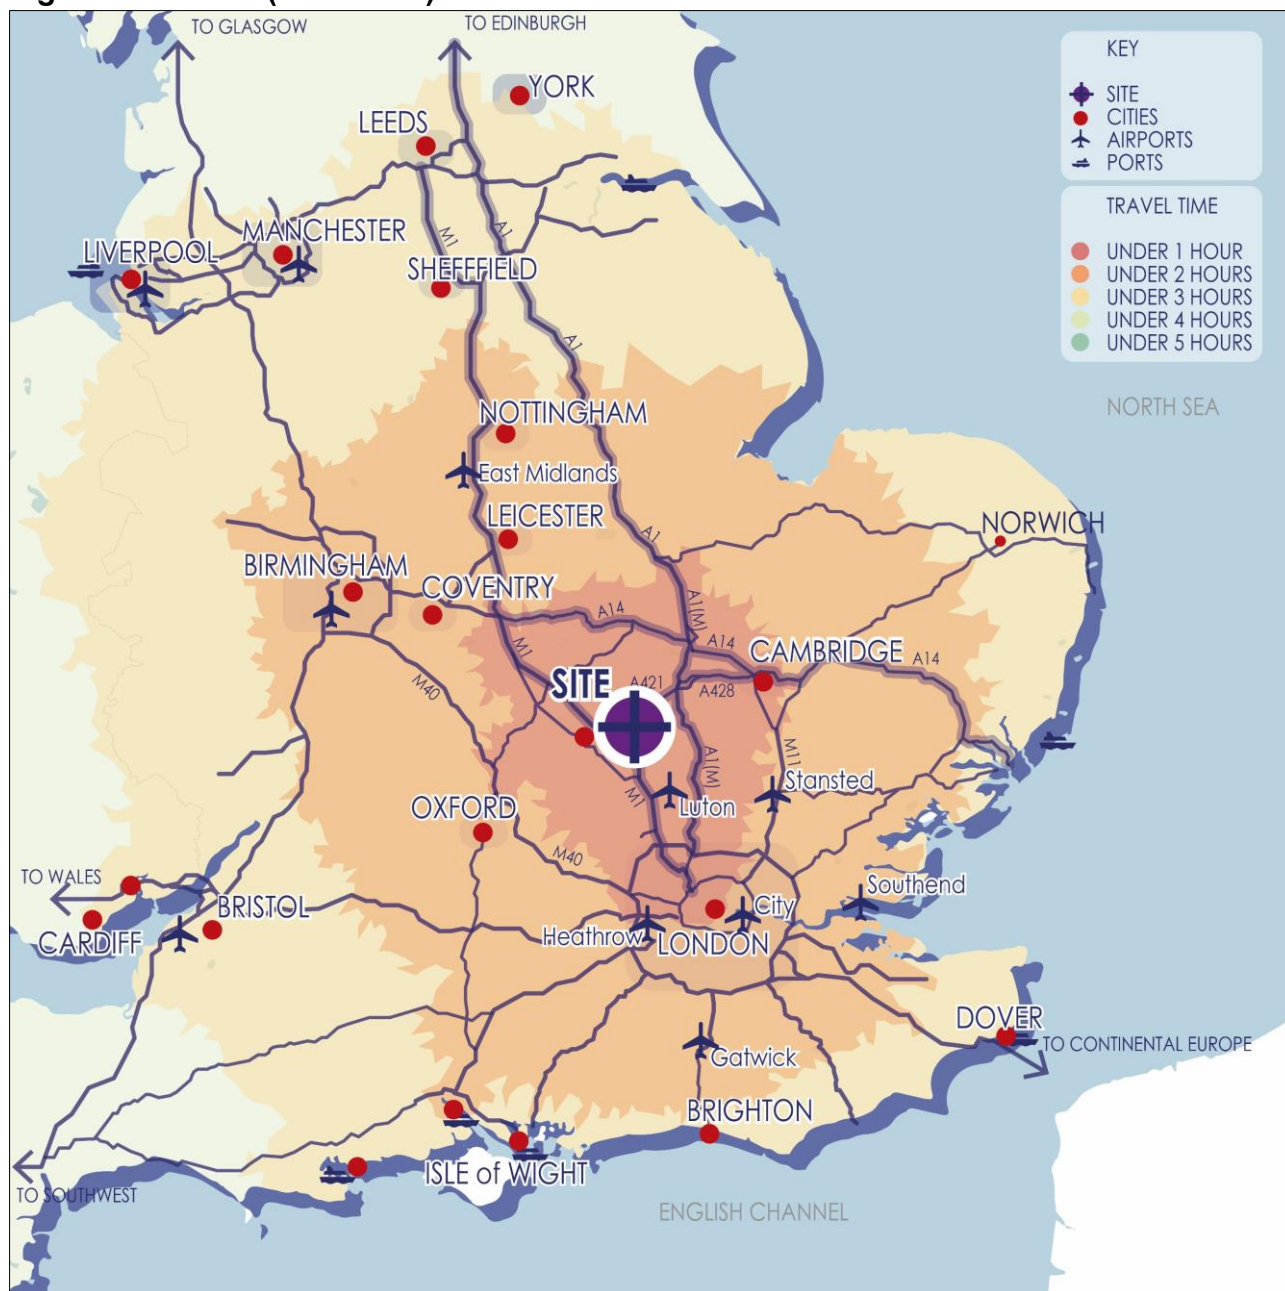 TO GLASGOW
TO EDINBURGH
KEY
SITE
CITIES
AIRPORTS
PORTS
TRAVEL TIME
UNDER 1 HOUR
UNDER 2 HOURS
UNDER 3 HOURS
UNDER 4 HOURS
UNDER 5 HOURS
YORK
LEEDS
MANCHESTER
LIVERPOOL
M1
A1
SHEFFFIELD
A1
NORTH SEA
NOTTINGHAM
East Midlands
LEICESTER
NORWICH
A1
BIRMINGHAM
COVENTRY
A1(M)
A14
A14
M1
CAMBRIDGE
A14
M40
SITE
A421
A428
M11
A1(M)
Stansted
M1
Luton
OXFORD
M40
TO WALES
Southend
BRISTOL
City
CARDIFF
Heathrow
LONDON
DOVER
TO CONTINENTAL EUROPE
Gatwick
BRIGHTON
ISLE of WIGHT
TO SOUTHWEST
ENGLISH CHANNEL